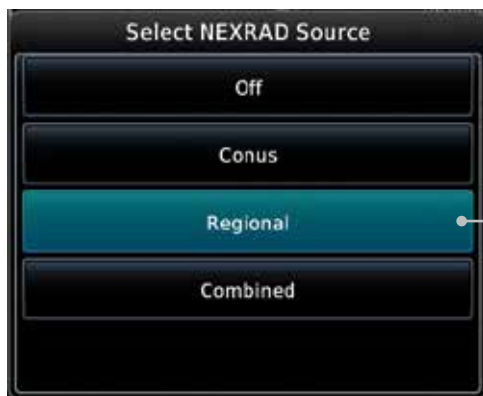 Select NEXRAD Source
Off
Conus
Regional
Combined